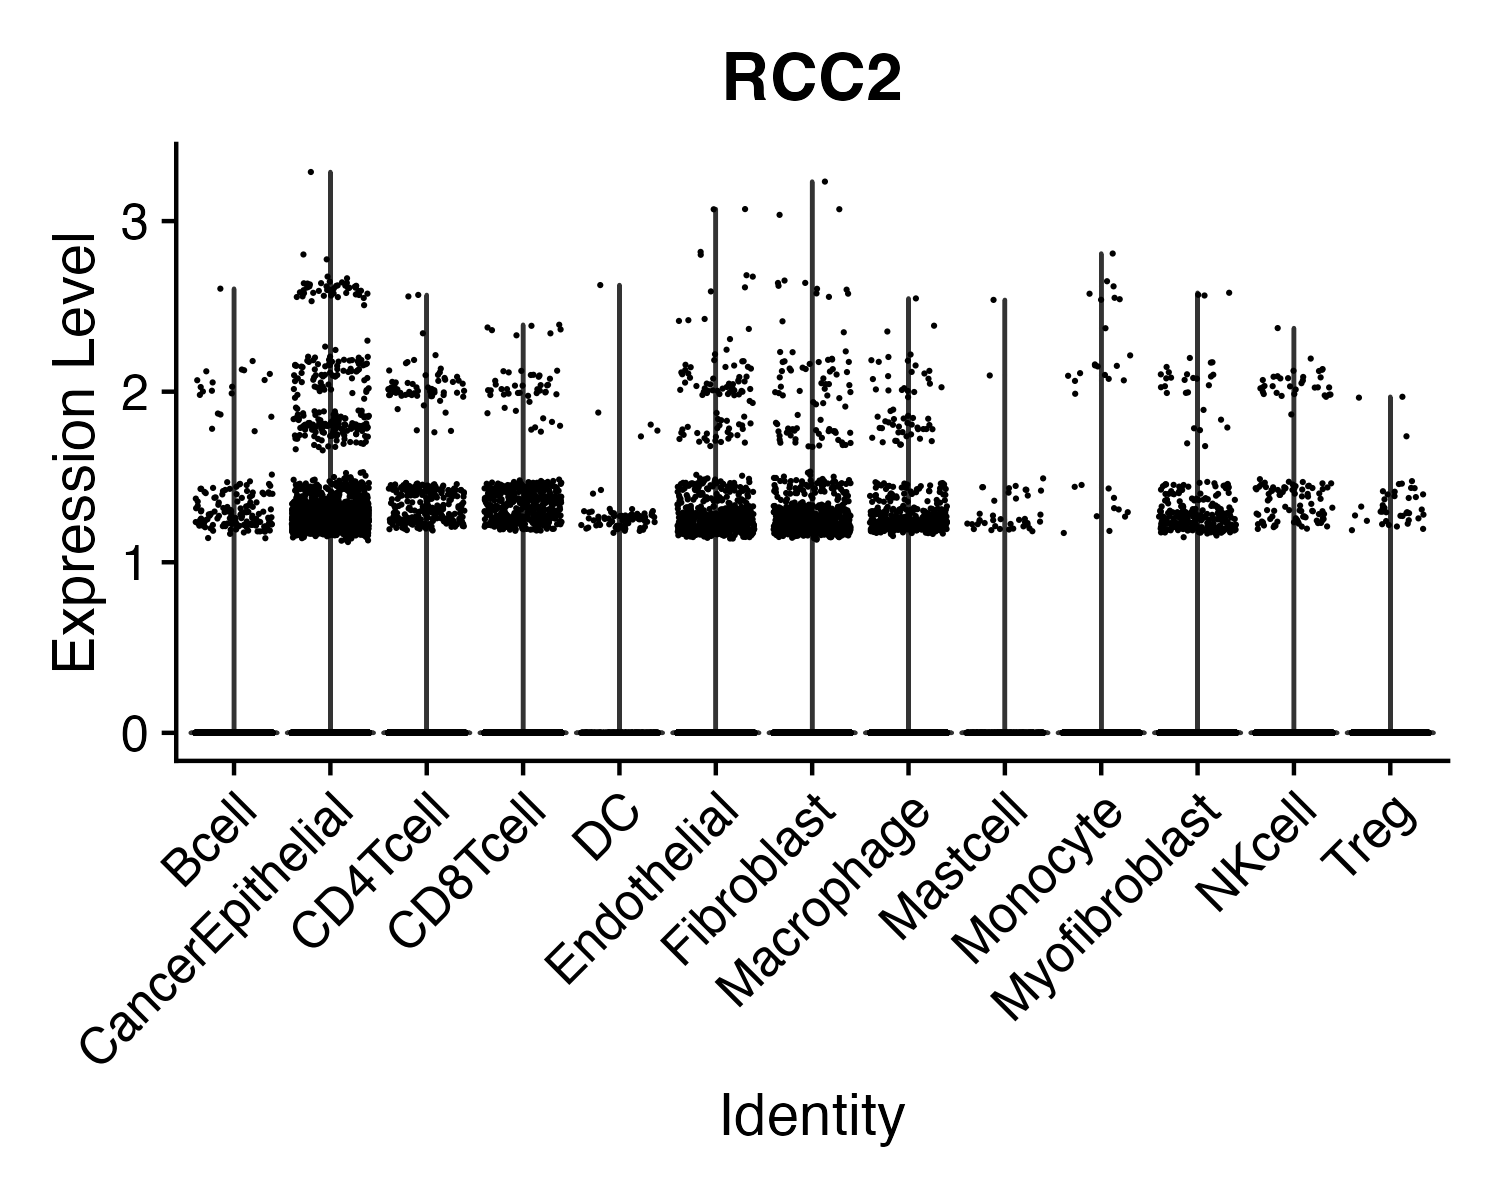 RCC2
Expression Level
3
2
1
0
Bcell
CancerEpithelial
CD4Tcell
CD8Tcell
DC
Endothelial
Fibroblast
Macrophage
Mastcell
Monocyte
Myofibroblast
NKcell
Treg
Identity